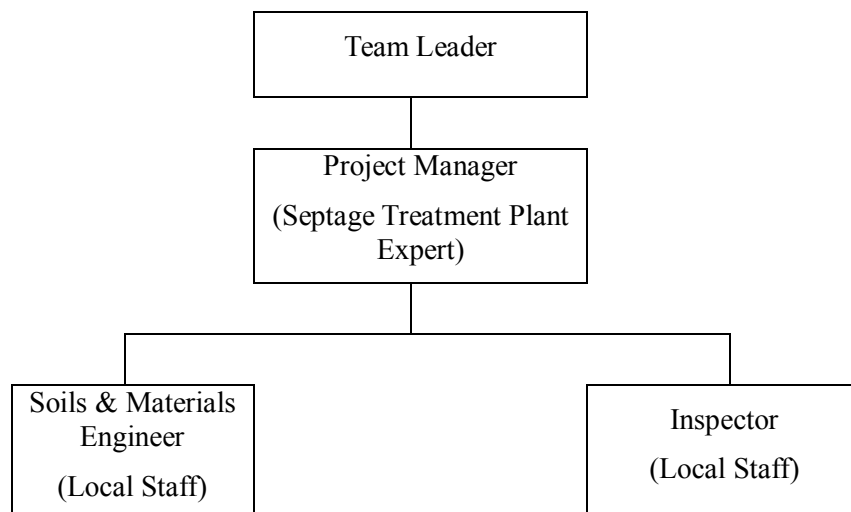 Team Leader
Project Manager
(Septage Treatment Plant
Expert)
Soils & Materials
Engineer
(Local Staff)
Inspector
(Local Staff)